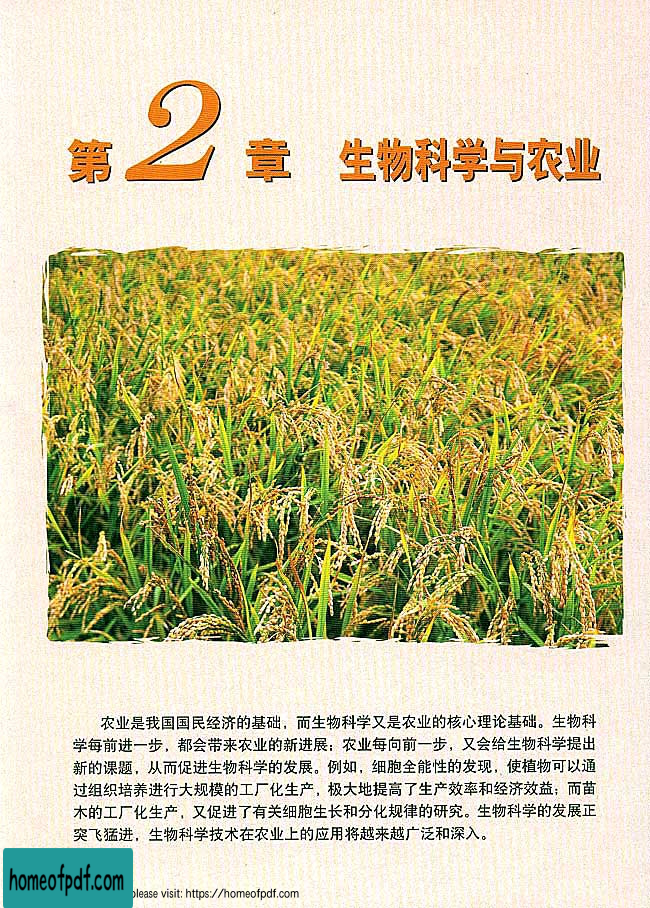 第2章 生物科学与农业
农业是我国国民经济的基础，而生物科学又是农业的核心理论基础。生物科
学每前进一步，都会带来农业的新进展；农业每向前一步，又会给生物科学提出
新的课题，从而促进生物科学的发展。例如，细胞全能性的发现，使植物可以通
过组织培养进行大规模的工厂化生产，极大地提高了生产效率和经济效益；而苗
木的工厂化生产，又促进了有关细胞生长和分化规律的研究。生物科学的发展正
突飞猛进，生物科学技术在农业上的应用将越来越广泛和深入。
homeofpdf.com
please visit: https://homeofpdf.com